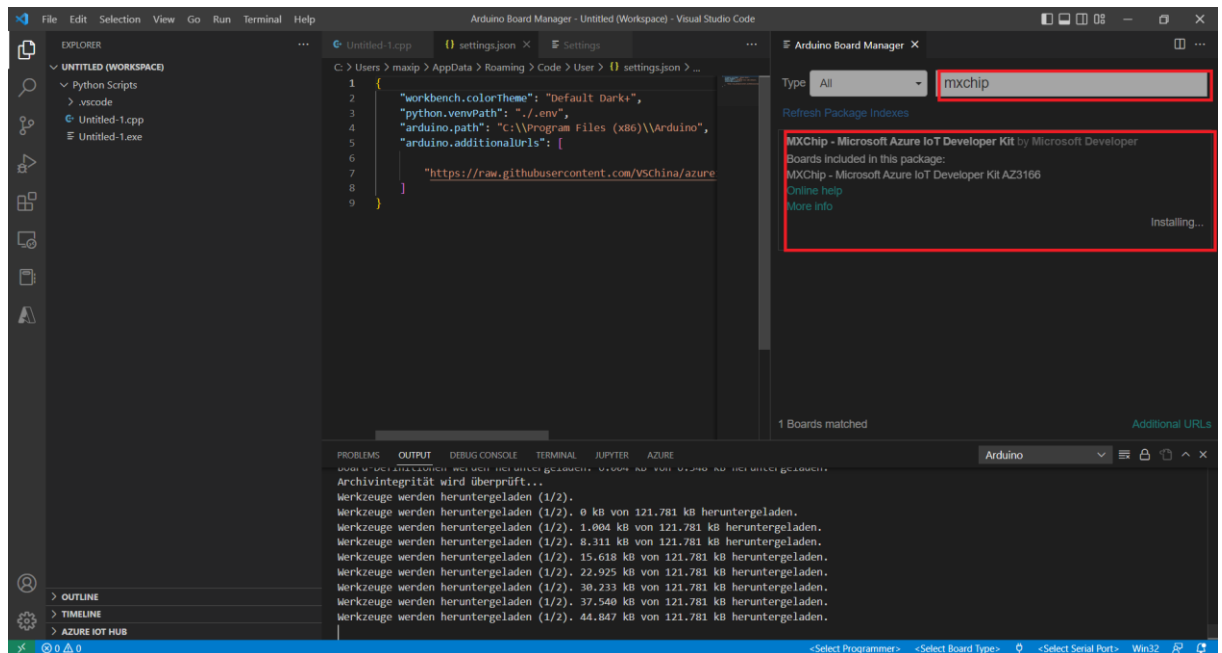 File Edit Selection View Go Run Terminal Help
Arduino Board Manager - Untitled (Workspace) - Visual Studio Code
EXPLORER
UNTITLED (WORKSPACE)
Python Scripts
.vscode
Untitled-1.cpp
Untitled-1.exe
OUTLINE
TIMELINE
AZURE IOT HUB
Untitled-1.cpp {} settings.json Settings
C: > Users > maxip > AppData > Roaming > Code > User > {} settings.json > ...
1 {
2 "workbench.colorTheme": "Default Dark+",
3 "python.venvPath": "./.env",
4 "arduino.path": "C:\\Program Files (x86)\\Arduino",
5 "arduino.additionalUrls": [
6
7 "https://raw.githubusercontent.com/VSChina/azure
8 ]
9 }
Arduino Board Manager
Type All mxchip
Refresh Package Indexes
MXChip - Microsoft Azure IoT Developer Kit by Microsoft Developer
Boards included in this package:
MXChip - Microsoft Azure IoT Developer Kit AZ3166
Online help
More info
Installing...
1 Boards matched Additional URLs
PROBLEMS OUTPUT DEBUG CONSOLE TERMINAL JUPYTER AZURE
Arduino
Board-Definitionen werden heruntergeladen. kB von kB heruntergeladen.
Archivintegrität wird überprüft...
Werkzeuge werden heruntergeladen (1/2).
Werkzeuge werden heruntergeladen (1/2). 0 kB von 121.781 kB heruntergeladen.
Werkzeuge werden heruntergeladen (1/2). 1.004 kB von 121.781 kB heruntergeladen.
Werkzeuge werden heruntergeladen (1/2). 8.311 kB von 121.781 kB heruntergeladen.
Werkzeuge werden heruntergeladen (1/2). 15.618 kB von 121.781 kB heruntergeladen.
Werkzeuge werden heruntergeladen (1/2). 22.925 kB von 121.781 kB heruntergeladen.
Werkzeuge werden heruntergeladen (1/2). 30.233 kB von 121.781 kB heruntergeladen.
Werkzeuge werden heruntergeladen (1/2). 37.540 kB von 121.781 kB heruntergeladen.
Werkzeuge werden heruntergeladen (1/2). 44.847 kB von 121.781 kB heruntergeladen.
0 0 <Select Programmer> <Select Board Type> <Select Serial Port> Win32